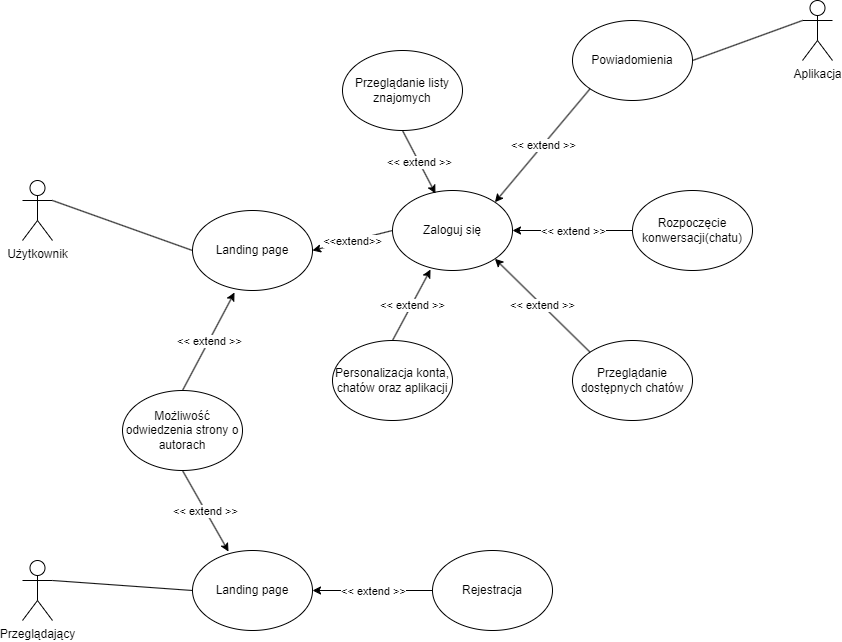 Powiadomienia
Aplikacja
Przeglądanie listy
znajomych
<< extend >>
<< extend >>
Użytkownik
Landing page
<<extend>>
Zaloguj się
<< extend >>
Rozpoczęcie
konwersacji(chatu)
<< extend >>
<< extend >>
<< extend >>
Personalizacja konta,
chatów oraz aplikacji
Przeglądanie
dostępnych chatów
Możliwość
odwiedzenia strony o
autorach
<< extend >>
Przeglądający
Landing page
<< extend >>
Rejestracja